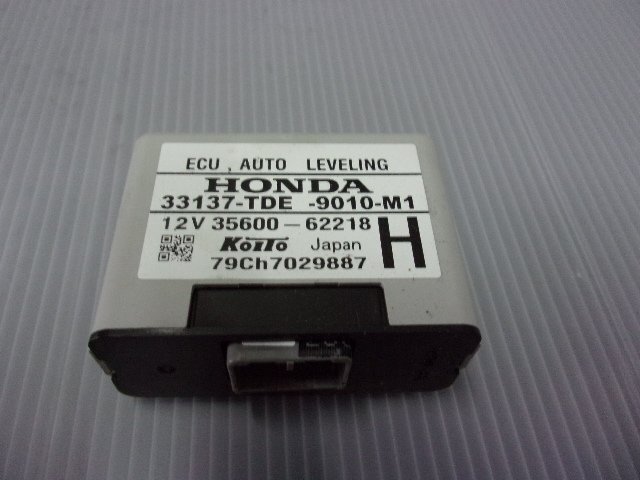 ECU , AUTO LEVELING
HONDA
33137-TDE -9010-M1
12V 35600-62218
H
KOITO Japan
79Ch7029887